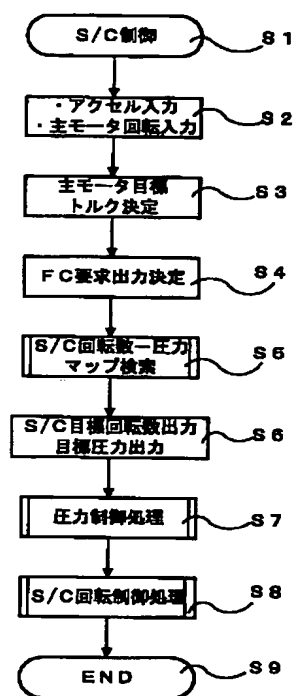 S/C制御
S1
・アクセル入力
・主モータ回転入力
S2
主モータ目標
トルク決定
S3
FC要求出力決定
S4
S/C回転数ー圧力
マップ検索
S5
S/C目標回転数出力
目標圧力出力
S6
圧力制御処理
S7
S/C回転制御処理
S8
END
S9